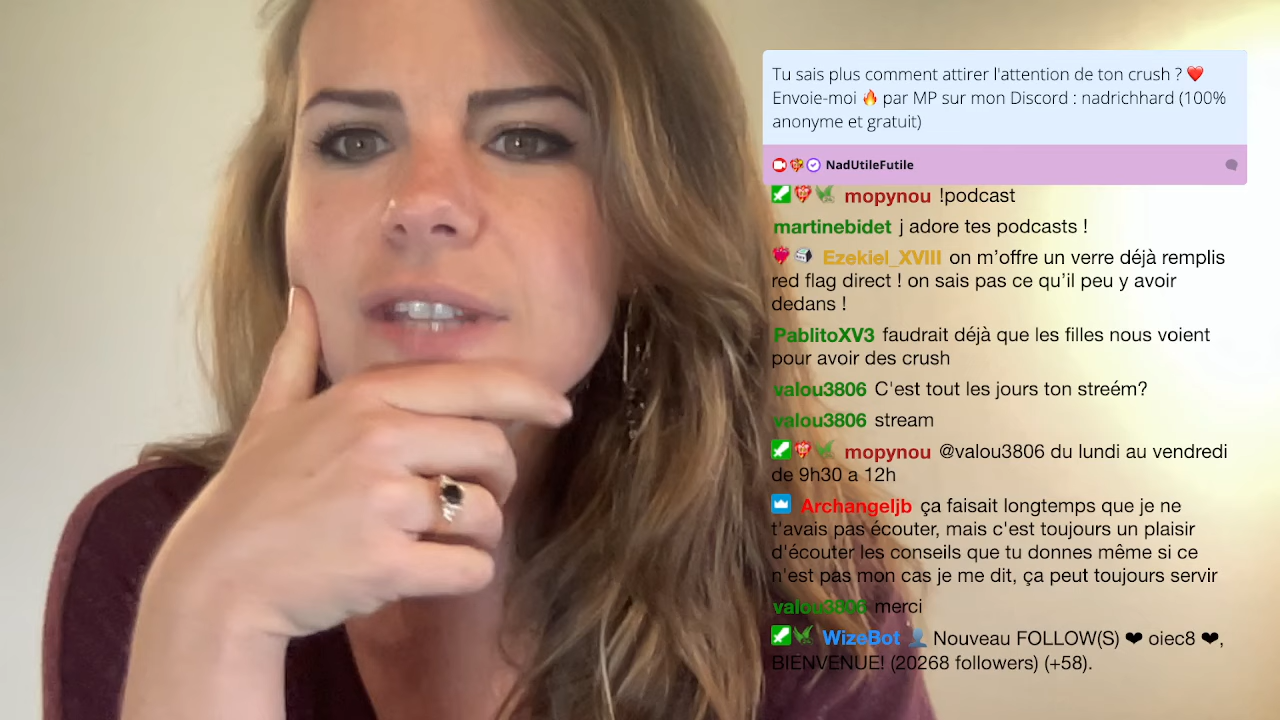 Tu sais plus comment attirer l'attention de ton crush ? ❤️
Envoie-moi 🔥 par MP sur mon Discord : nadrichhard (100%
anonyme et gratuit)
NadUtileFutile
mopynou !podcast
martinebidet j adore tes podcasts !
Ezekiel_XVIII on m’offre un verre déjà remplis
red flag direct ! on sais pas ce qu’il peu y avoir
dedans !
PablitoXV3 faudrait déjà que les filles nous voient
pour avoir des crush
valou3806 C'est tout les jours ton streém?
valou3806 stream
mopynou @valou3806 du lundi au vendredi
de 9h30 a 12h
Archangeljb ça faisait longtemps que je ne
t'avais pas écouter, mais c'est toujours un plaisir
d'écouter les conseils que tu donnes même si ce
n'est pas mon cas je me dit, ça peut toujours servir
valou3806 merci
WizeBot 👤 Nouveau FOLLOW(S) ❤ oiec8 ❤,
BIENVENUE! (20268 followers) (+58).